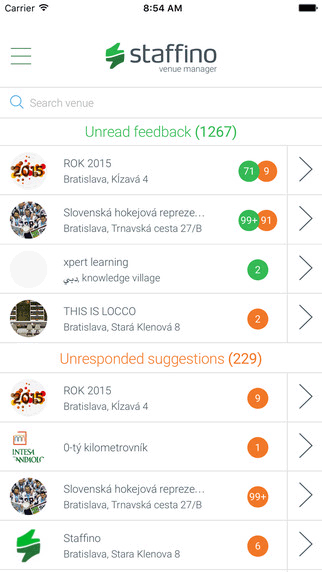 Carrier 8:54 AM
staffino
venue manager
Search venue
Unread feedback (1267)
ROK 2015
Bratislava, Kĺzavá 4
71 9
Slovenská hokejová repreze...
Bratislava, Trnavská cesta 27/B
99+ 91
xpert learning
دبي, knowledge village
2
THIS IS LOCCO
Bratislava, Stará Klenová 8
2
Unresponded suggestions (229)
ROK 2015
Bratislava, Kĺzavá 4
9
0-tý kilometrovník
1
Slovenská hokejová repreze...
Bratislava, Trnavská cesta 27/B
99+
Staffino
Bratislava, Stara Klenova 8
6